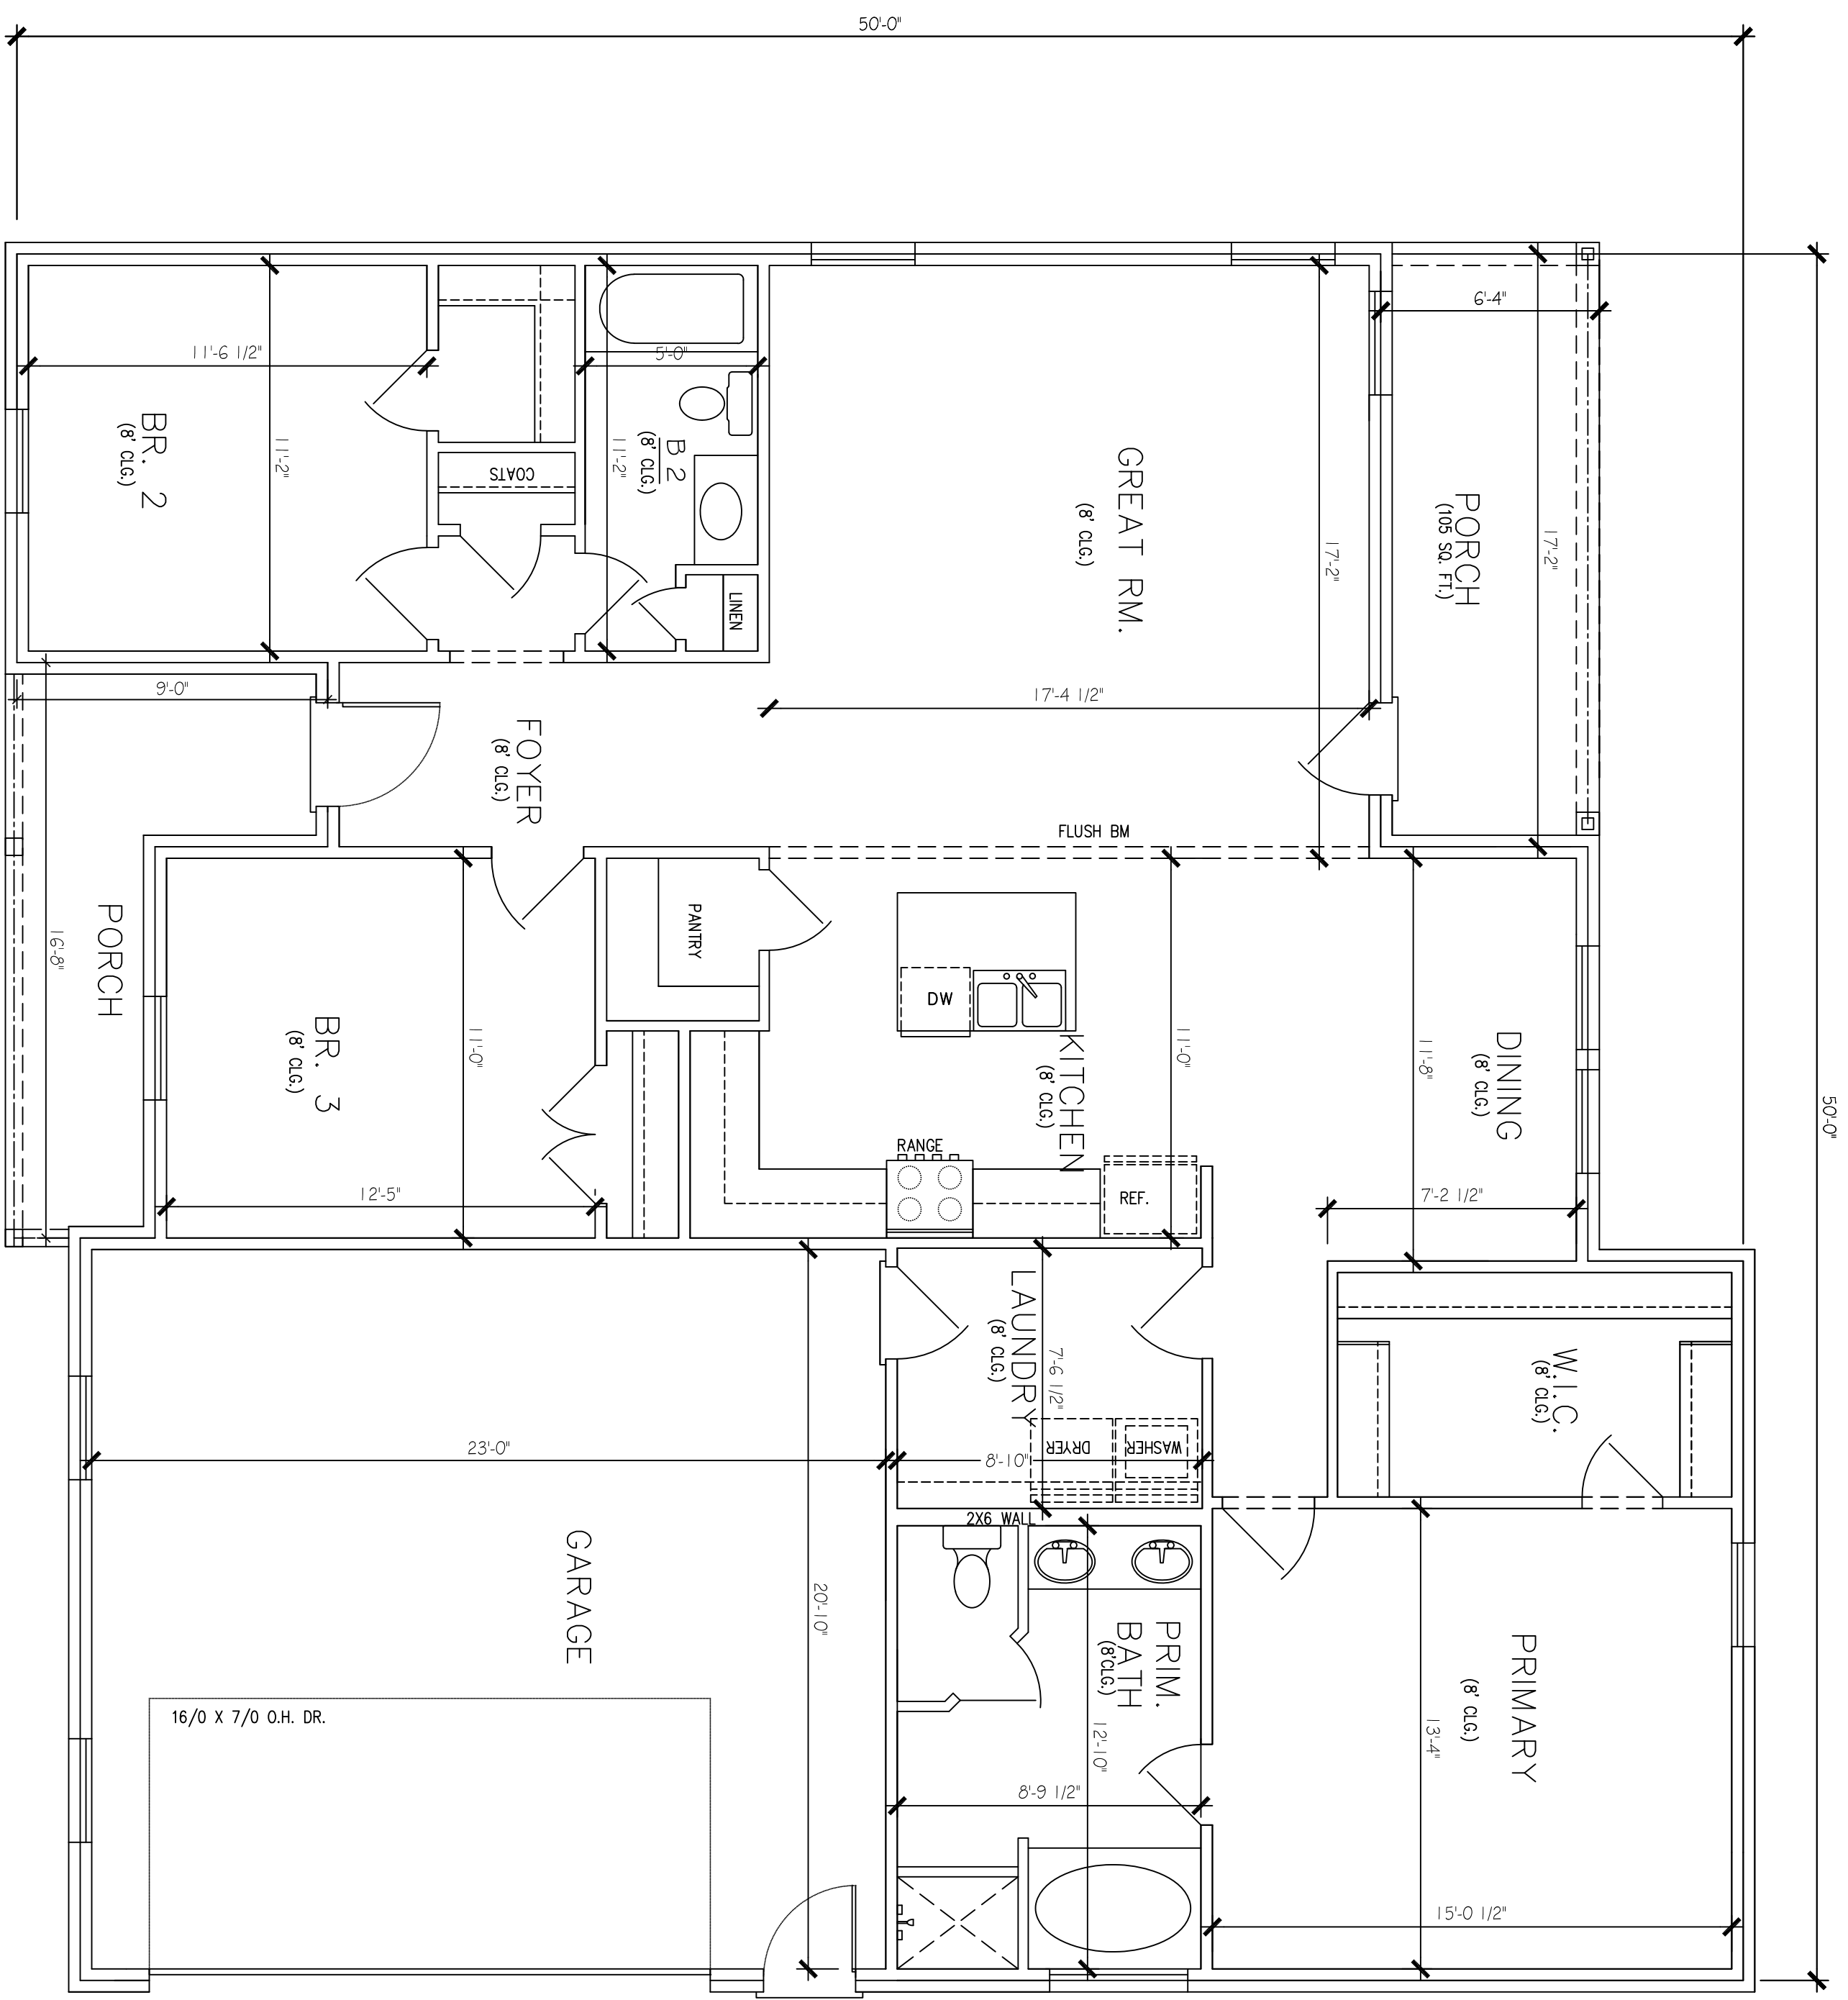 50'-0"
50'-0"
6'-4"
17'-2"
PORCH
(105 SQ. FT.)
17'-2"
GREAT RM.
(8' CLG.)
17'-4 1/2"
FLUSH BM
11'-6 1/2"
11'-2"
BR. 2
(8' CLG.)
COATS
5'-0"
11'-2"
B 2
(8' CLG.)
LINEN
9'-0"
FOYER
(8' CLG.)
PORCH
16'-8"
BR. 3
(8' CLG.)
11'-0"
12'-5"
PANTRY
DW
KITCHEN
(8' CLG.)
11'-0"
RANGE
REF.
DINING
(8' CLG.)
11'-8"
7'-2 1/2"
LAUNDRY
(8' CLG.)
7'-6 1/2"
DRYER
WASHER
8'-10"
W.I.C.
(8' CLG.)
23'-0"
GARAGE
20'-10"
16/0 X 7/0 O.H. DR.
2X6 WALL
PRIM.
BATH
(8'CLG.)
12'-10"
8'-9 1/2"
PRIMARY
(8' CLG.)
13'-4"
15'-0 1/2"